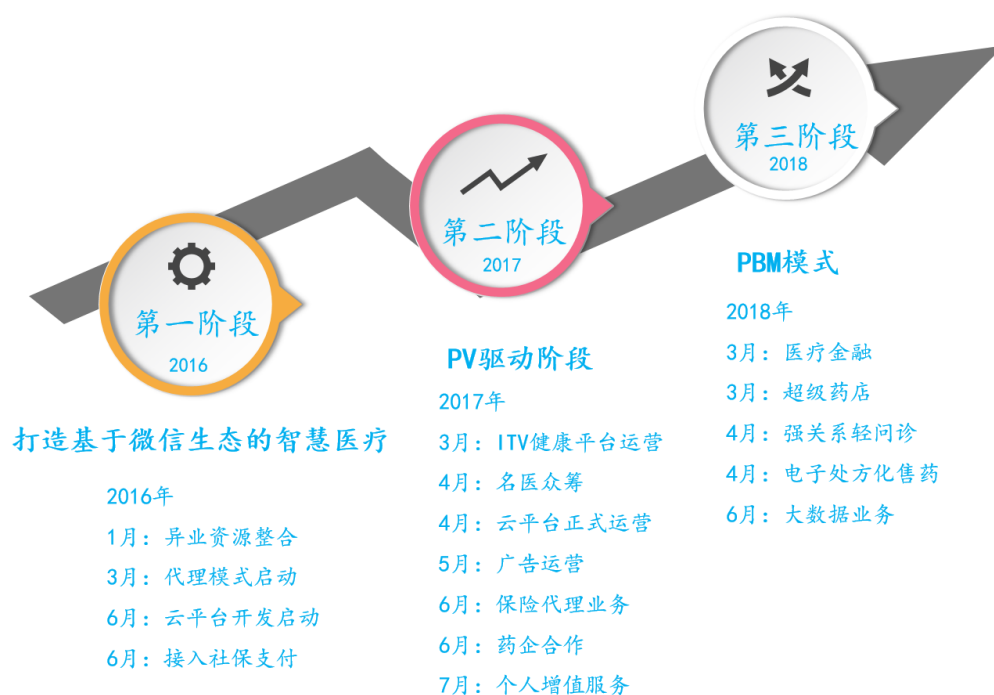 第一阶段
2016
打造基于微信生态的智慧医疗
2016年
1月：异业资源整合
3月：代理模式启动
6月：云平台开发启动
6月：接入社保支付
第二阶段
2017
PV驱动阶段
2017年
3月：ITV健康平台运营
4月：名医众筹
4月：云平台正式运营
5月：广告运营
6月：保险代理业务
6月：药企合作
7月：个人增值服务
第三阶段
2018
PBM模式
2018年
3月：医疗金融
3月：超级药店
4月：强关系轻问诊
4月：电子处方化售药
6月：大数据业务